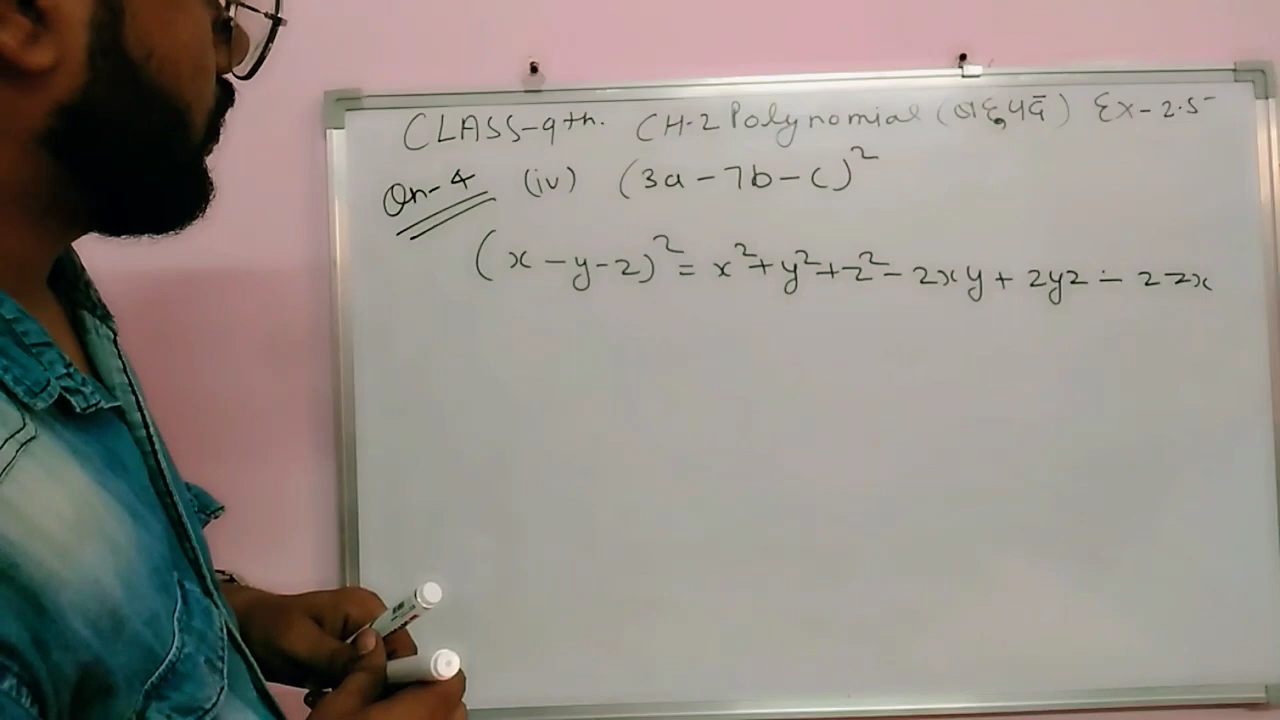 CLASS-9th. CH-2 Polynomial (बहुपद) Ex-2.5
Qn-4 (iv) (3a-7b-c)²
(x-y-z)² = x²+y²+z²-2xy+2yz-2zx